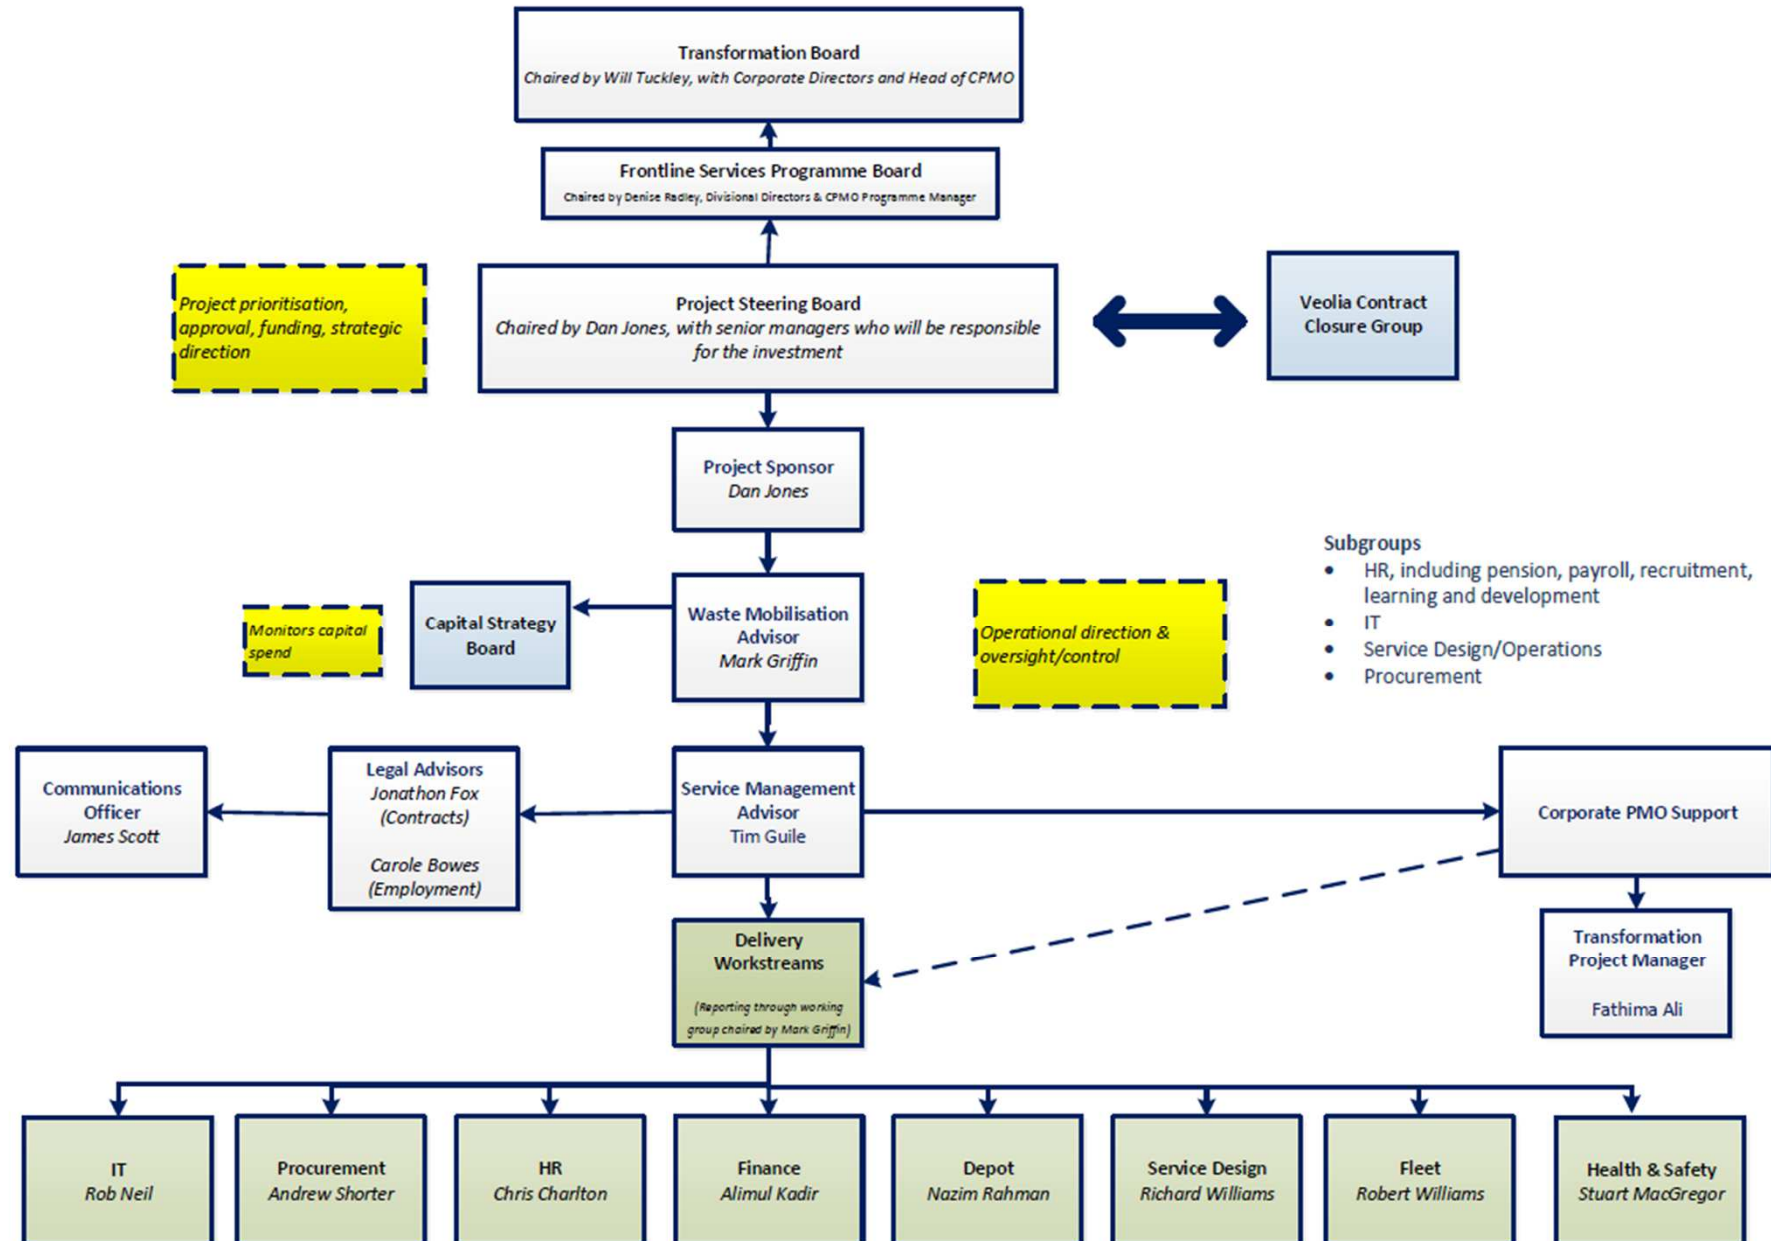 Transformation Board
Chaired by Will Tuckley, with Corporate Directors and Head of CPMO
Frontline Services Programme Board
Chaired by Denise Radley, Divisional Directors & CPMO Programme Manager
Project prioritisation,
approval, funding, strategic
direction
Project Steering Board
Chaired by Dan Jones, with senior managers who will be responsible
for the investment
Veolia Contract
Closure Group
Project Sponsor
Dan Jones
Subgroups
• HR, including pension, payroll, recruitment,
learning and development
• IT
• Service Design/Operations
• Procurement
Monitors capital
spend
Capital Strategy
Board
Waste Mobilisation
Advisor
Mark Griffin
Operational direction &
oversight/control
Communications
Officer
James Scott
Legal Advisors
Jonathon Fox
(Contracts)
Carole Bowes
(Employment)
Service Management
Advisor
Tim Guile
Corporate PMO Support
Delivery
Workstreams
(Reporting through working
group chaired by Mark Griffin)
Transformation
Project Manager
Fathima Ali
IT
Rob Neil
Procurement
Andrew Shorter
HR
Chris Charlton
Finance
Alimul Kadir
Depot
Nazim Rahman
Service Design
Richard Williams
Fleet
Robert Williams
Health & Safety
Stuart MacGregor